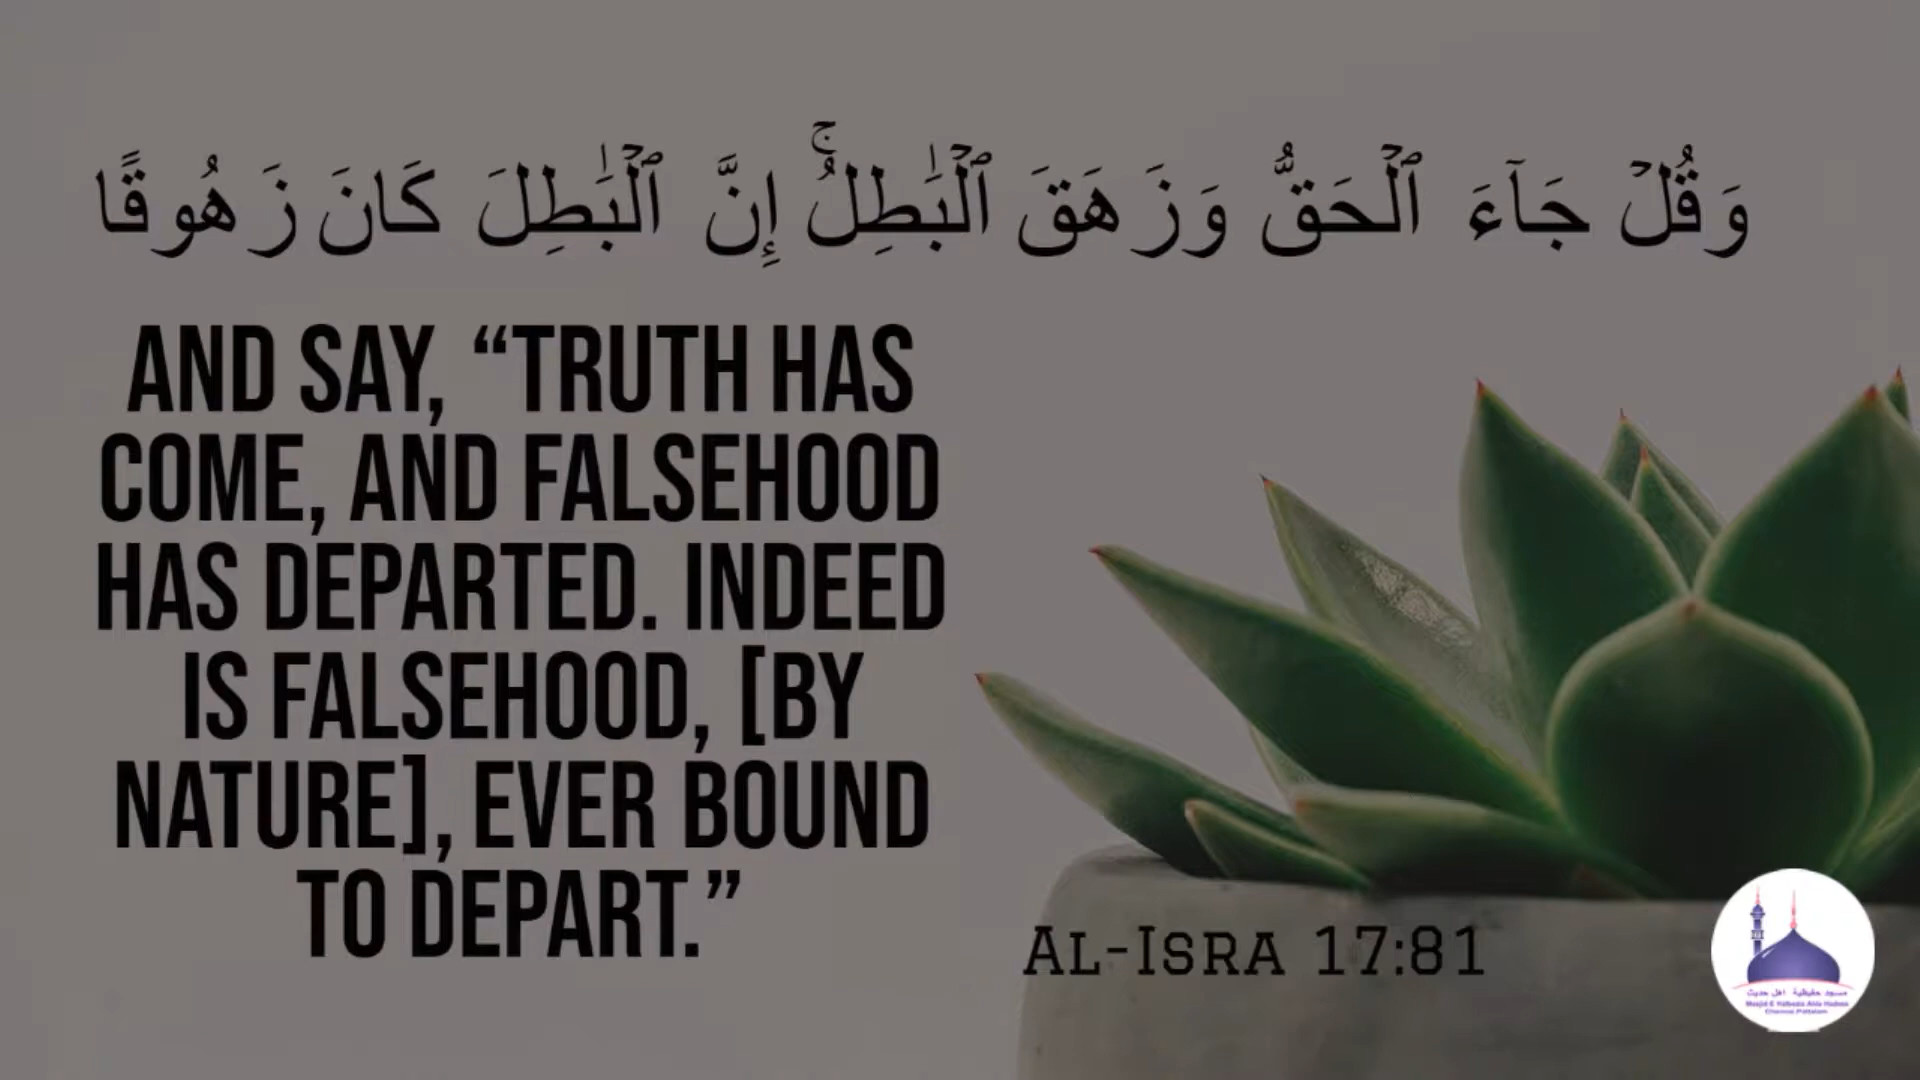 وَقُلۡ جَآءَ ٱلۡحَقُّ وَزَهَقَ ٱلۡبَٰطِلُۚ إِنَّ ٱلۡبَٰطِلَ كَانَ زَهُوقًا
AND SAY, “TRUTH HAS
COME, AND FALSEHOOD
HAS DEPARTED. INDEED
IS FALSEHOOD, [BY
NATURE], EVER BOUND
TO DEPART.”
AL-ISRA 17:81